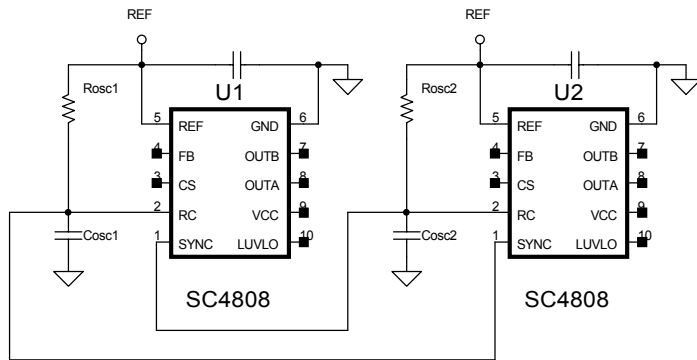 REF REF
Rosc1 U1 Rosc2 U2
5 REF GND 6 5 REF GND 6
4 FB OUTB 7 4 FB OUTB 7
3 CS OUTA 8 3 CS OUTA 8
2 RC VCC 9 2 RC VCC 9
Cosc1 1 SYNC LUVLO 10 Cosc2 1 SYNC LUVLO 10
SC4808 SC4808